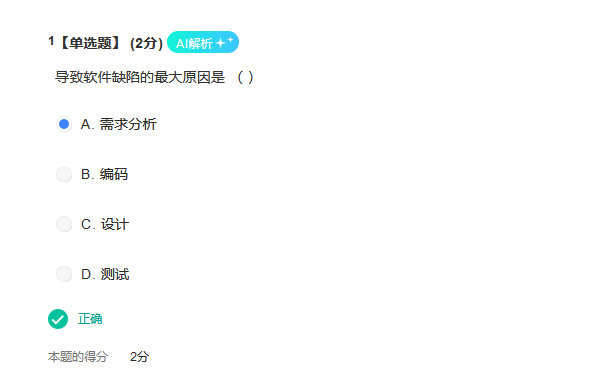 1【单选题】 (2分) AI解析
导致软件缺陷的最大原因是 （ ）
A. 需求分析
B. 编码
C. 设计
D. 测试
正确
本题的得分 2分